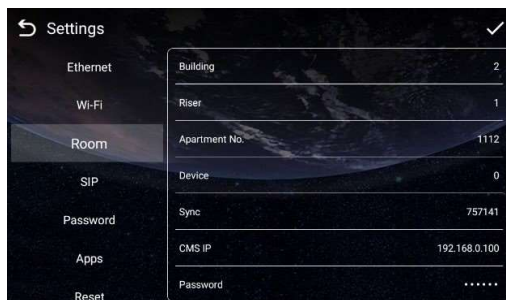 Settings
Ethernet
Wi-Fi
Room
SIP
Password
Apps
Reset
Building 2
Riser 1
Apartment No. 1112
Device 0
Sync 757141
CMS IP 192.168.0.100
Password ••••••